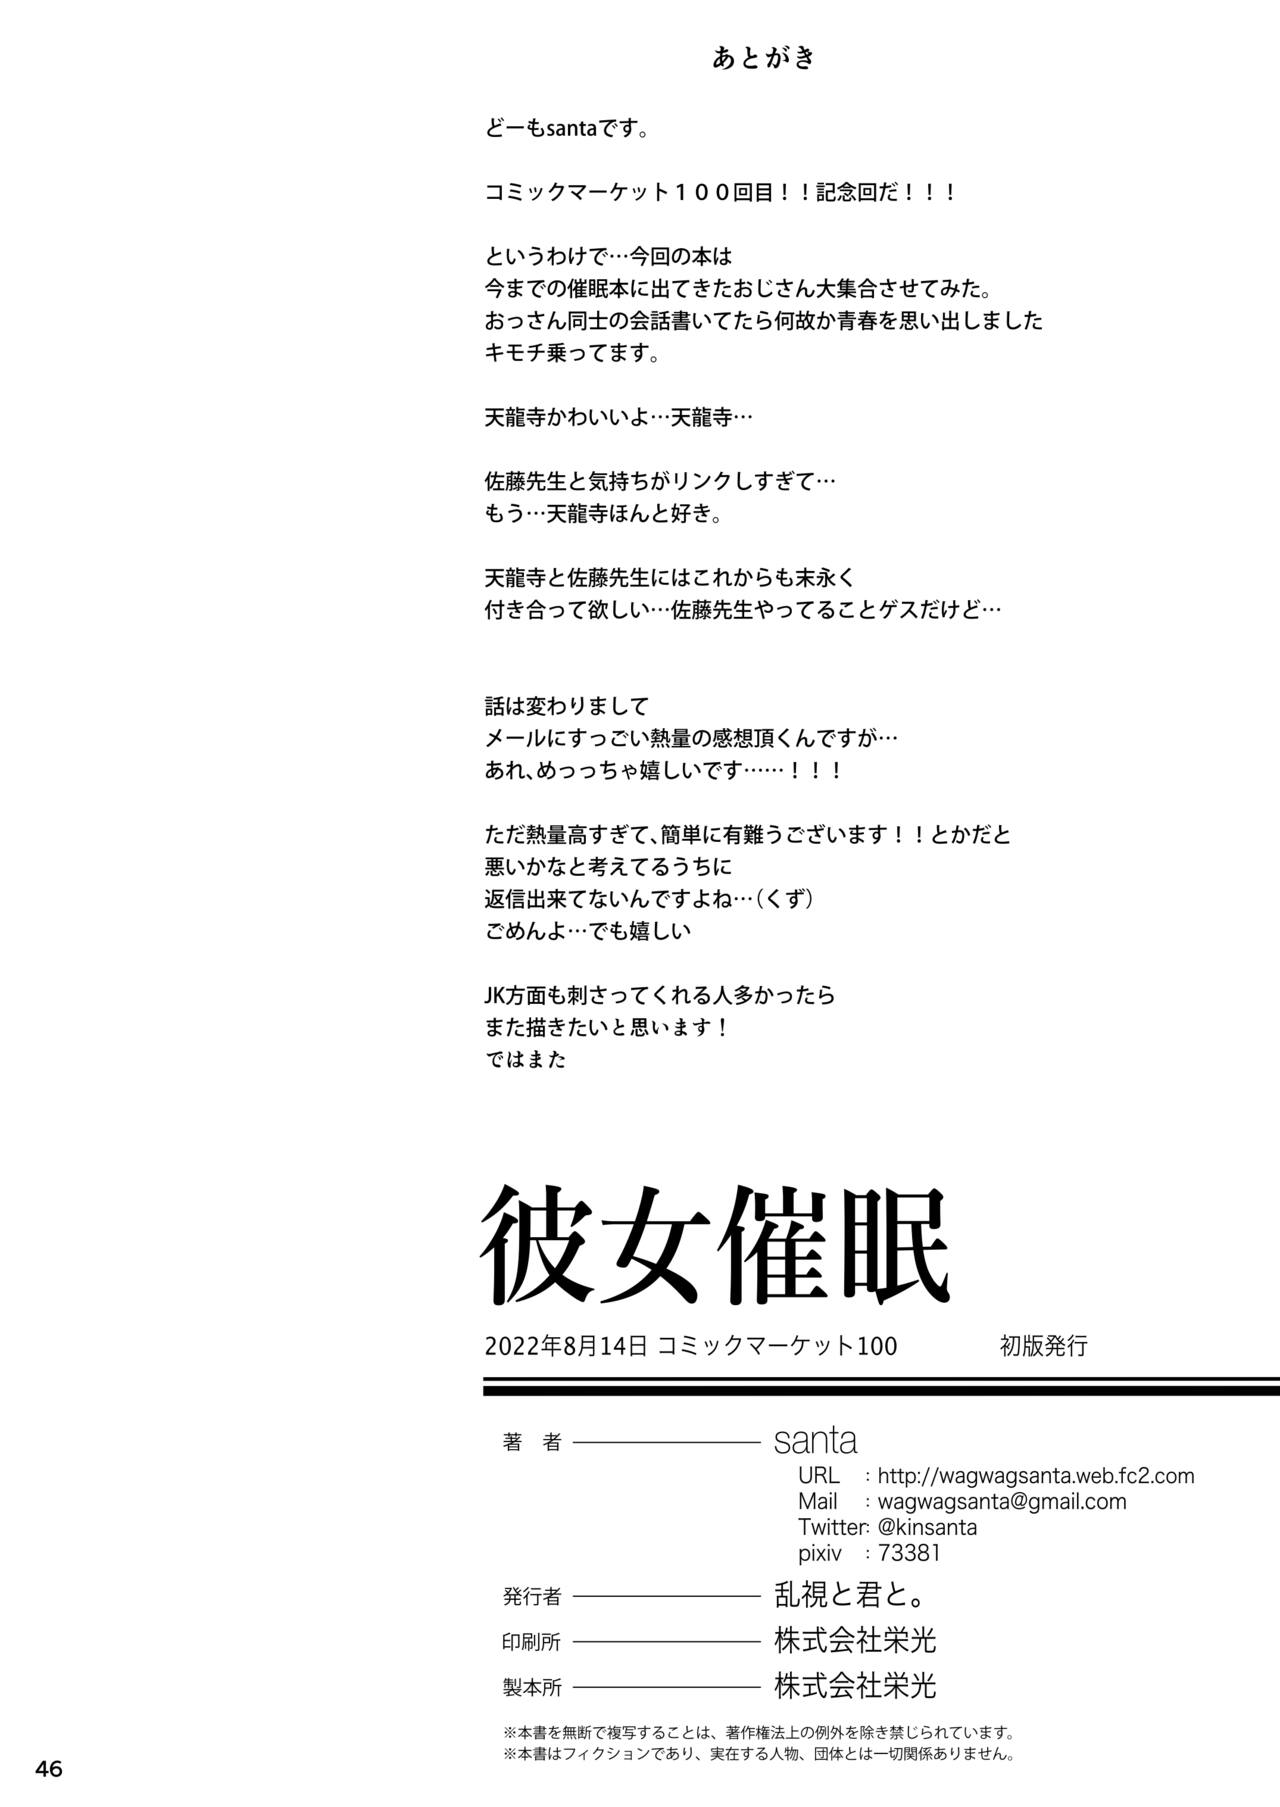 あとがき
どーもsantaです。
コミックマーケット１００回目！！記念回だ！！！
というわけで…今回の本は
今までの催眠本に出てきたおじさん大集合させてみた。
おっさん同士の会話書いてたら何故か青春を思い出しました
キモチ乗ってます。
天龍寺かわいいよ…天龍寺…
佐藤先生と気持ちがリンクしすぎて…
もう…天龍寺ほんと好き。
天龍寺と佐藤先生にはこれからも末永く
付き合って欲しい…佐藤先生やってることゲスだけど…
話は変わりまして
メールにすっごい熱量の感想頂くんですが…
あれ、めっっちゃ嬉しいです……！！！
ただ熱量高すぎて、簡単に有難うございます！！とかだと
悪いかなと考えてるうちに
返信出来てないんですよね…（くず）
ごめんよ…でも嬉しい
JK方面も刺さってくれる人多かったら
また描きたいと思います！
ではまた
彼女催眠
2022年8月14日 コミックマーケット100　初版発行
著　者 santa
URL : http://wagwagsanta.web.fc2.com
Mail : wagwagsanta@gmail.com
Twitter: @kinsanta
pixiv : 73381
発行者 乱視と君と。
印刷所 株式会社栄光
製本所 株式会社栄光
※本書を無断で複写することは、著作権法上の例外を除き禁じられています。
※本書はフィクションであり、実在する人物、団体とは一切関係ありません。
46